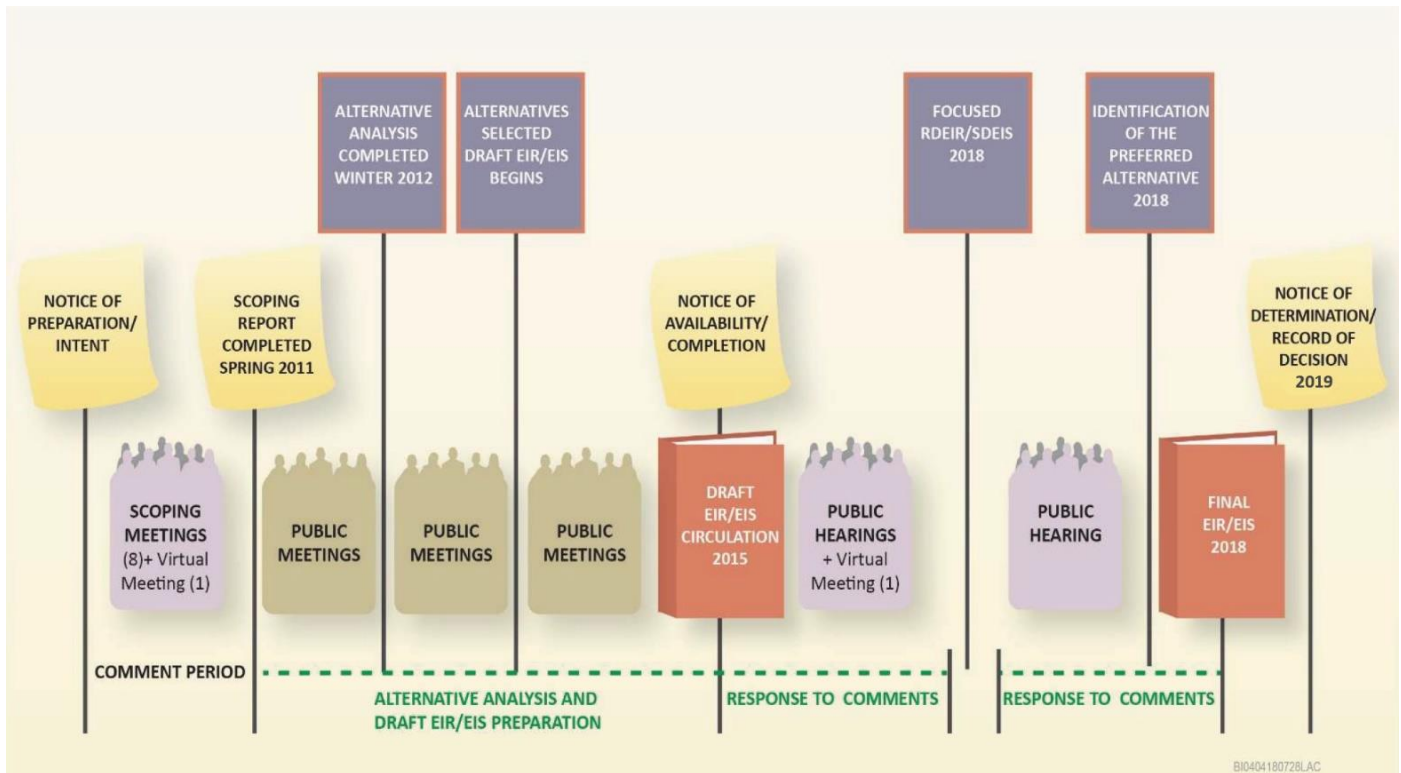 ALTERNATIVE
ANALYSIS
COMPLETED
WINTER 2012
ALTERNATIVES
SELECTED
DRAFT EIR/EIS
BEGINS
FOCUSED
RDEIR/SDEIS
2018
IDENTIFICATION
OF THE
PREFERRED
ALTERNATIVE
2018
NOTICE OF
PREPARATION/
INTENT
SCOPING
REPORT
COMPLETED
SPRING 2011
NOTICE OF
AVAILABILITY/
COMPLETION
NOTICE OF
DETERMINATION/
RECORD OF
DECISION
2019
SCOPING
MEETINGS
(8)+ Virtual
Meeting (1)
PUBLIC
MEETINGS
PUBLIC
MEETINGS
PUBLIC
MEETINGS
DRAFT
EIR/EIS
CIRCULATION
2015
PUBLIC
HEARINGS
+ Virtual
Meeting (1)
PUBLIC
HEARING
FINAL
EIR/EIS
2018
COMMENT PERIOD
ALTERNATIVE ANALYSIS AND
DRAFT EIR/EIS PREPARATION
RESPONSE TO COMMENTS
RESPONSE TO COMMENTS
BI0404180728LAC